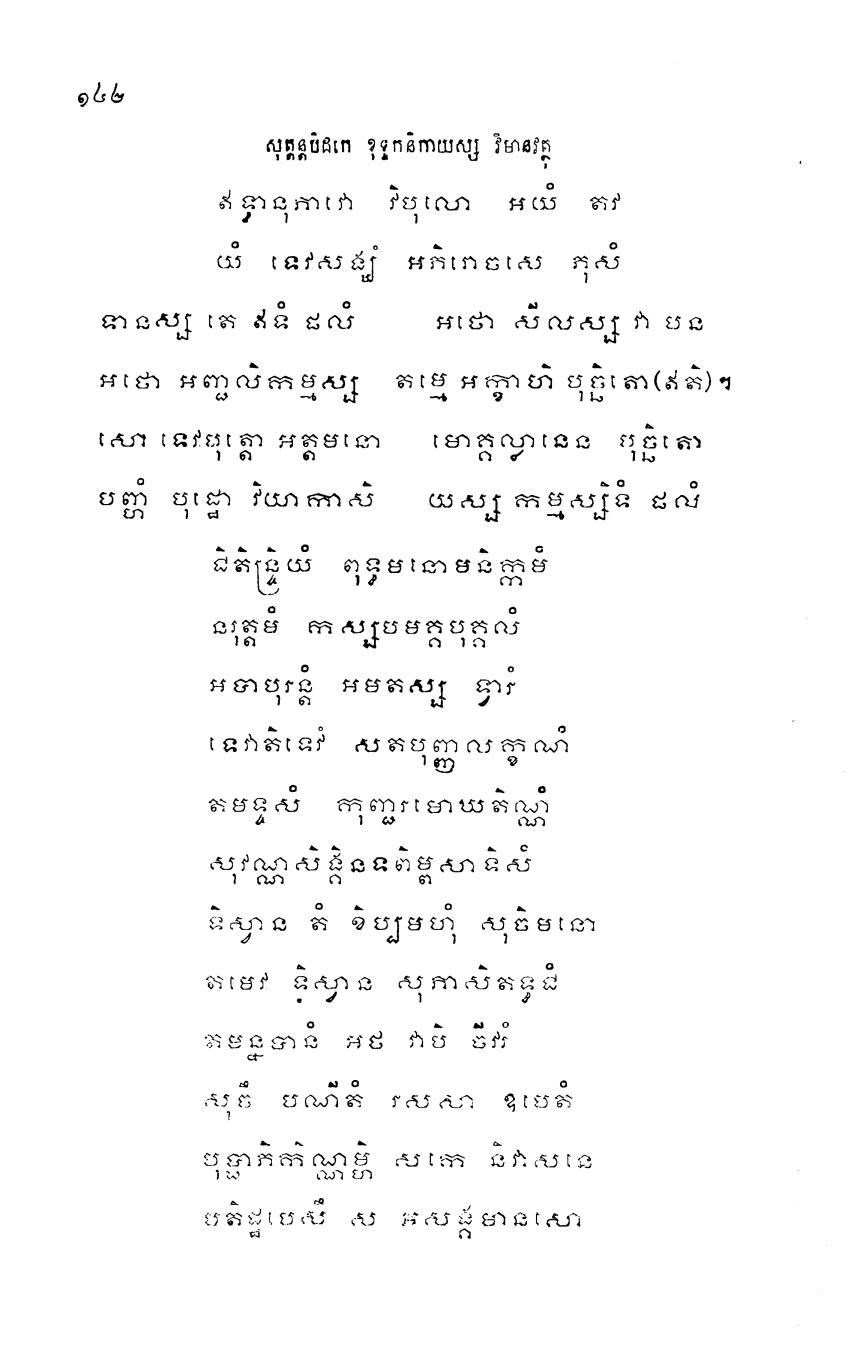 ១៤២
សុត្តន្តបិដកេ ខុទ្ទកនិកាយស្ស វិមានវត្ថុ
ឥទ្ធានុភាវោ វិបុលោ អយំ តវ
យំ ទេវសង្ឃំ អភិរោចសេ ភុសំ
ទានស្ស តេ ឥទំ ផលំ អថោ សីលស្ស វា បន
អថោ អញ្ជលិកម្មស្ស តម្មេ អក្ខាហិ បុច្ឆិតោ(ឥតិ)។
សោ ទេវបុត្តោ អត្តមនោ មោគ្គល្លានេន បុច្ឆិតោ
បញ្ហំ បុដ្ឋោ វិយាកាសិ យស្ស កម្មស្សិទំ ផលំ
ជិតិន្ទ្រិយំ ពុទ្ធមនោមនិក្កមំ
នរុត្តមំ កស្សបមគ្គបុគ្គលំ
អទាបុរន្តំ អមតស្ស ទ្វារំ
ទេវាតិទេវំ សតបុញ្ញលក្ខណំ
តមទ្ទសំ កុញ្ជរមោឃតិណ្ណំ
សុវណ្ណសិង្គិនទពិម្ពសាទិសំ
ទិស្វាន តំ ខិប្បមហុំ សុចិមនោ
តមេវ ទិស្វាន សុភាសិតទ្ធជំ
តមន្នបានំ អថ វាបិ ចីវរំ
សុចឹ បណីតំ រសសា ឧបេតំ
បុប្ផាភិកិណ្ណម្ហិ សកេ និវាសនេ
បតិដ្ឋបេសឹ ស អសង្គមានសោ